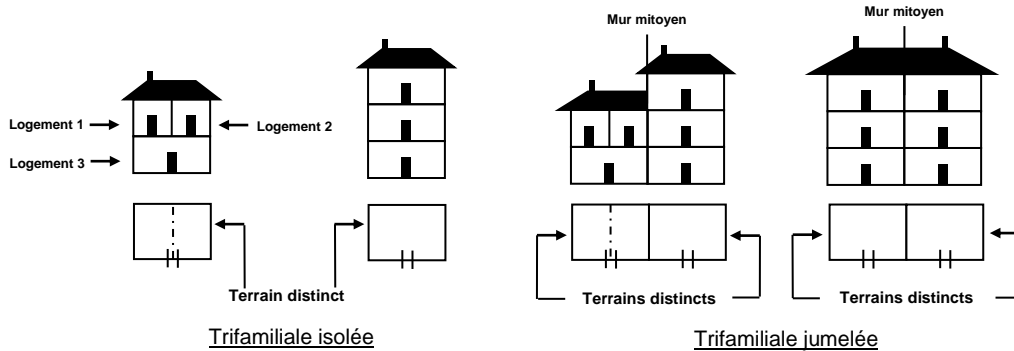 Mur mitoyen
Mur mitoyen
Logement 1
Logement 2
Logement 3
Terrain distinct
Terrains distincts
Terrains distincts
Trifamiliale isolée
Trifamiliale jumelée